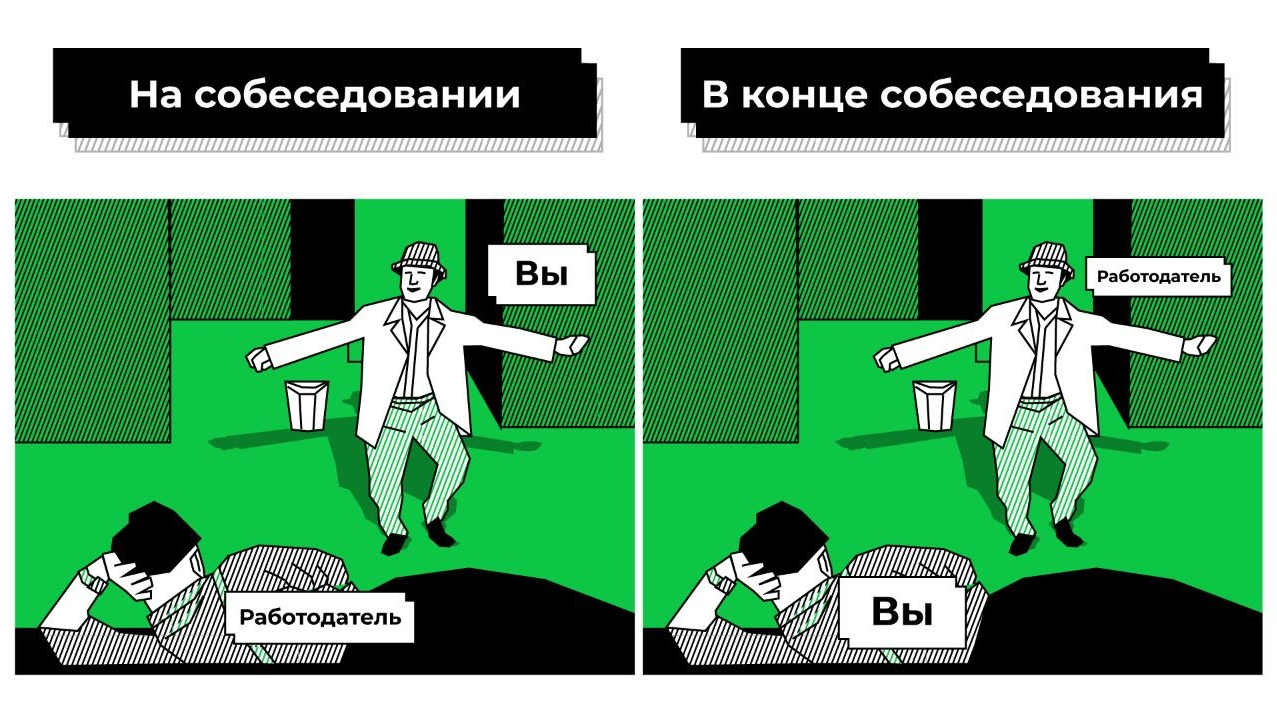 На собеседовании
В конце собеседования
Вы
Работодатель
Работодатель
Вы